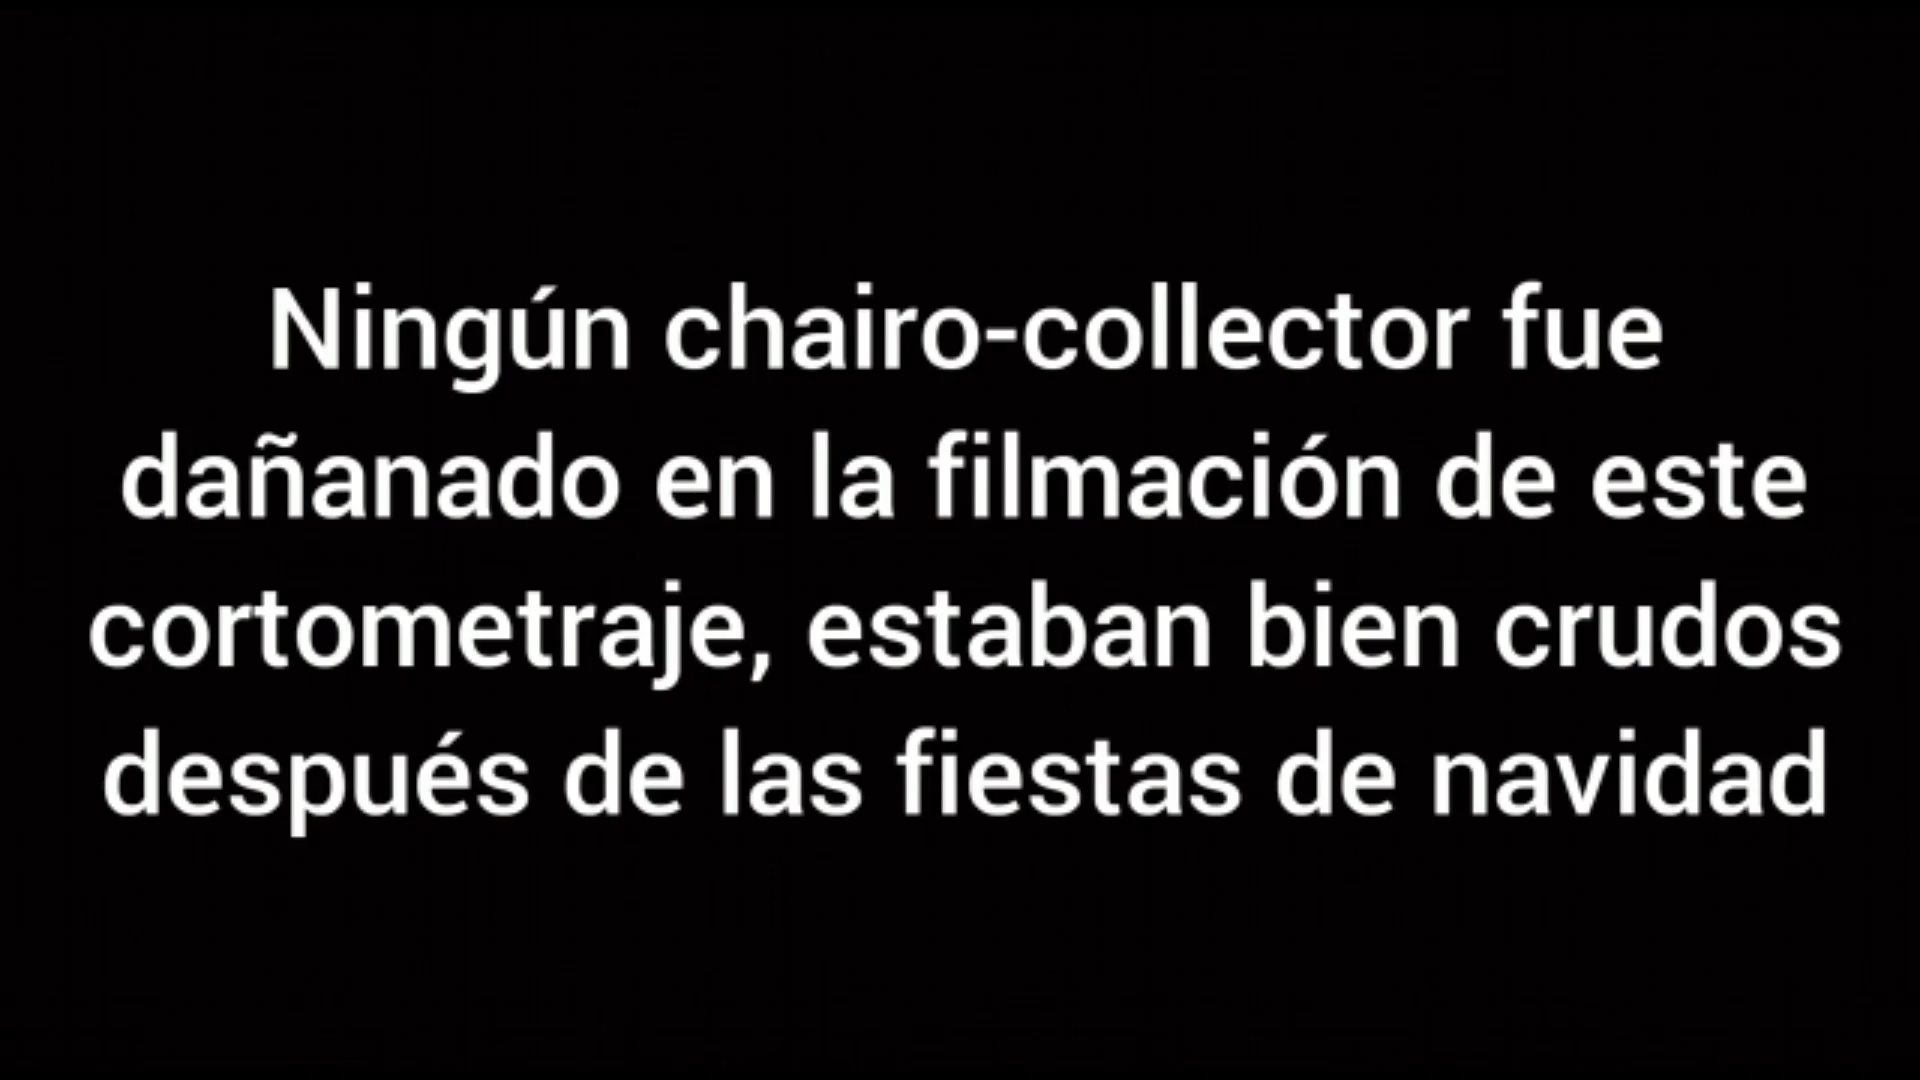 Ningún chairo-collector fue
dañanado en la filmación de este
cortometraje, estaban bien crudos
después de las fiestas de navidad